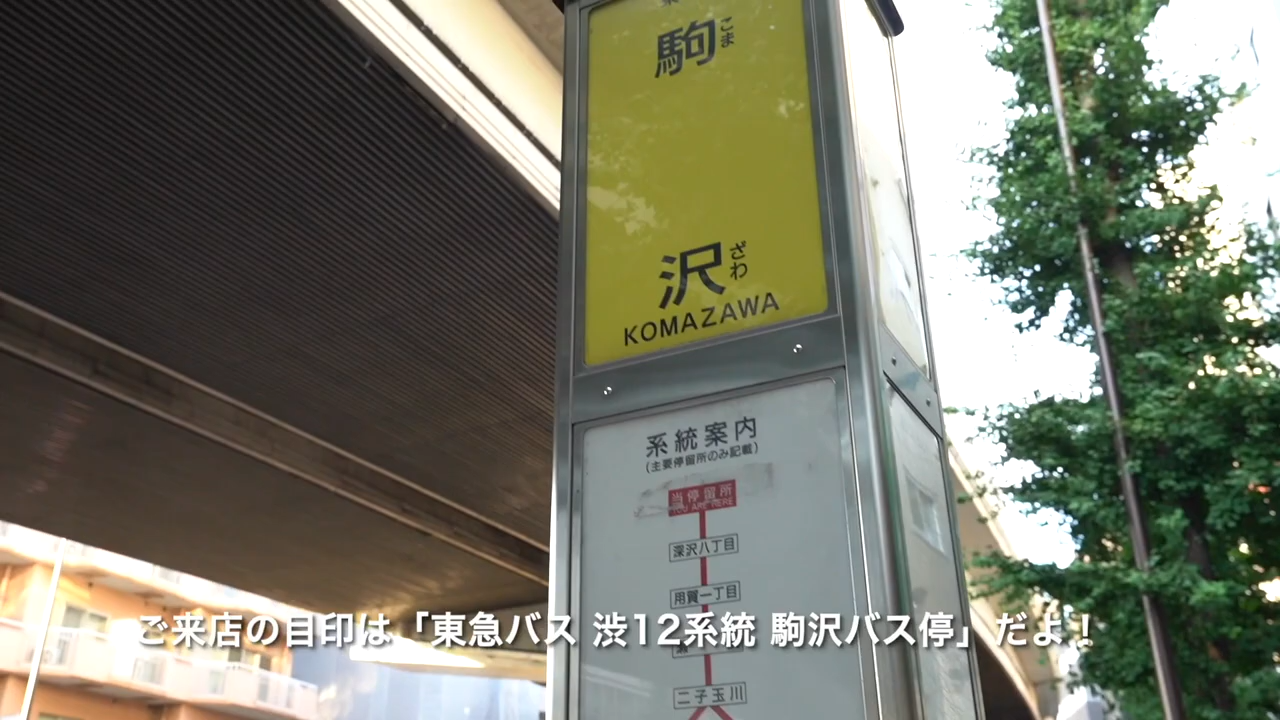 駒 こま
沢 ざわ
KOMAZAWA
系統案内
(主要停留所のみ記載)
当停留所
YOU ARE HERE
深沢八丁目
用賀一丁目
二子玉川
ご来店の目印は「東急バス 渋12系統 駒沢バス停」だよ！